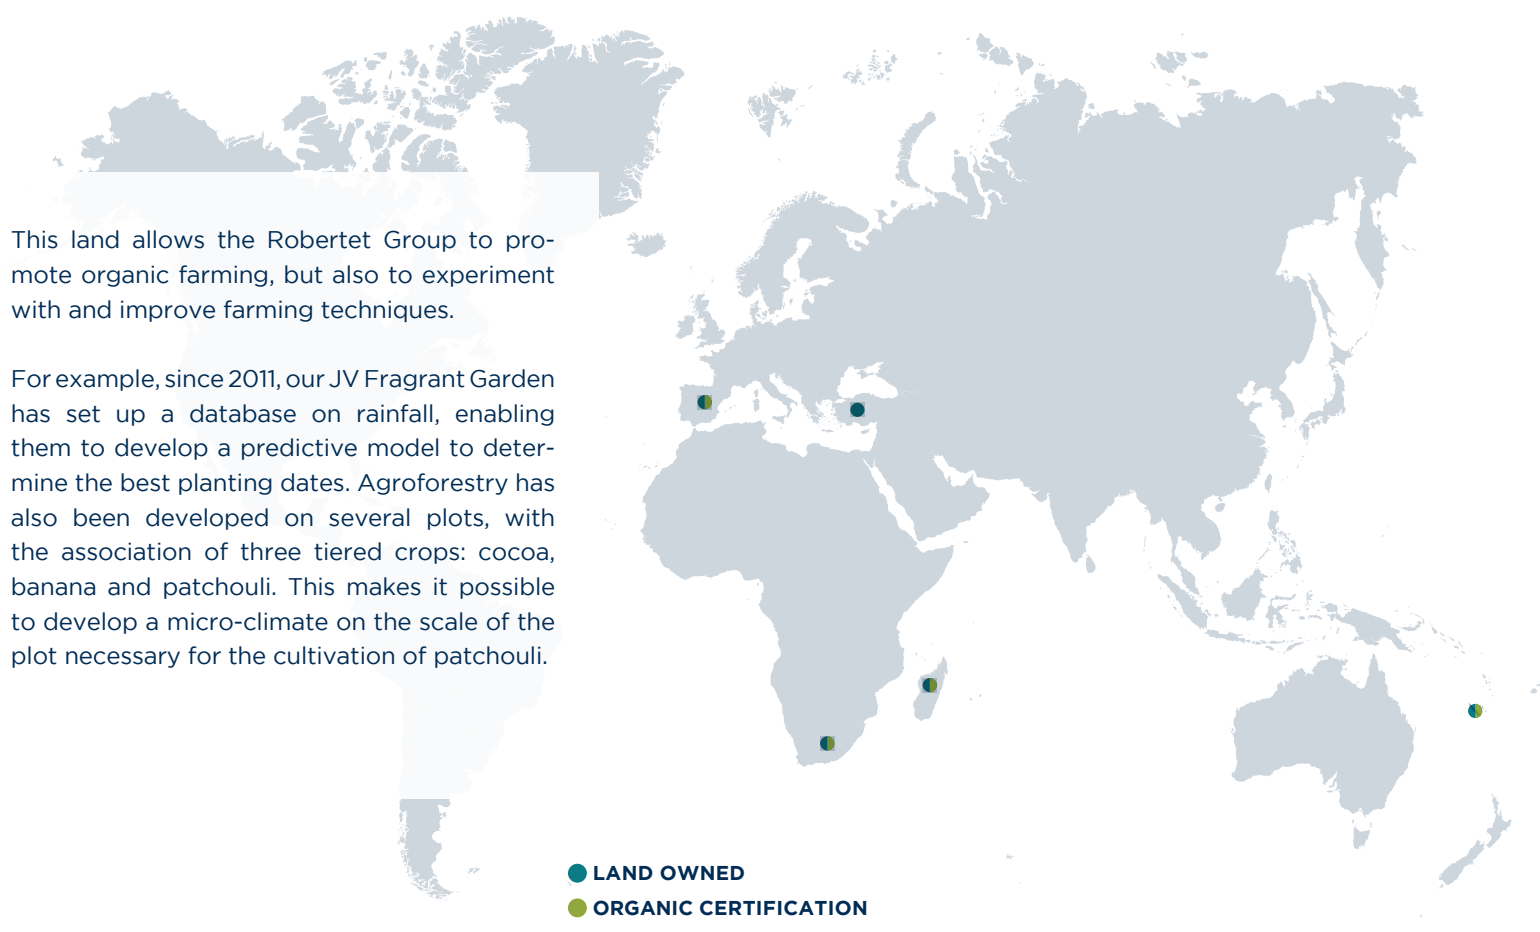 This land allows the Robertet Group to pro-
mote organic farming, but also to experiment
with and improve farming techniques.
For example, since 2011, our JV Fragrant Garden
has set up a database on rainfall, enabling
them to develop a predictive model to deter-
mine the best planting dates. Agroforestry has
also been developed on several plots, with
the association of three tiered crops: cocoa,
banana and patchouli. This makes it possible
to develop a micro-climate on the scale of the
plot necessary for the cultivation of patchouli.
LAND OWNED
ORGANIC CERTIFICATION